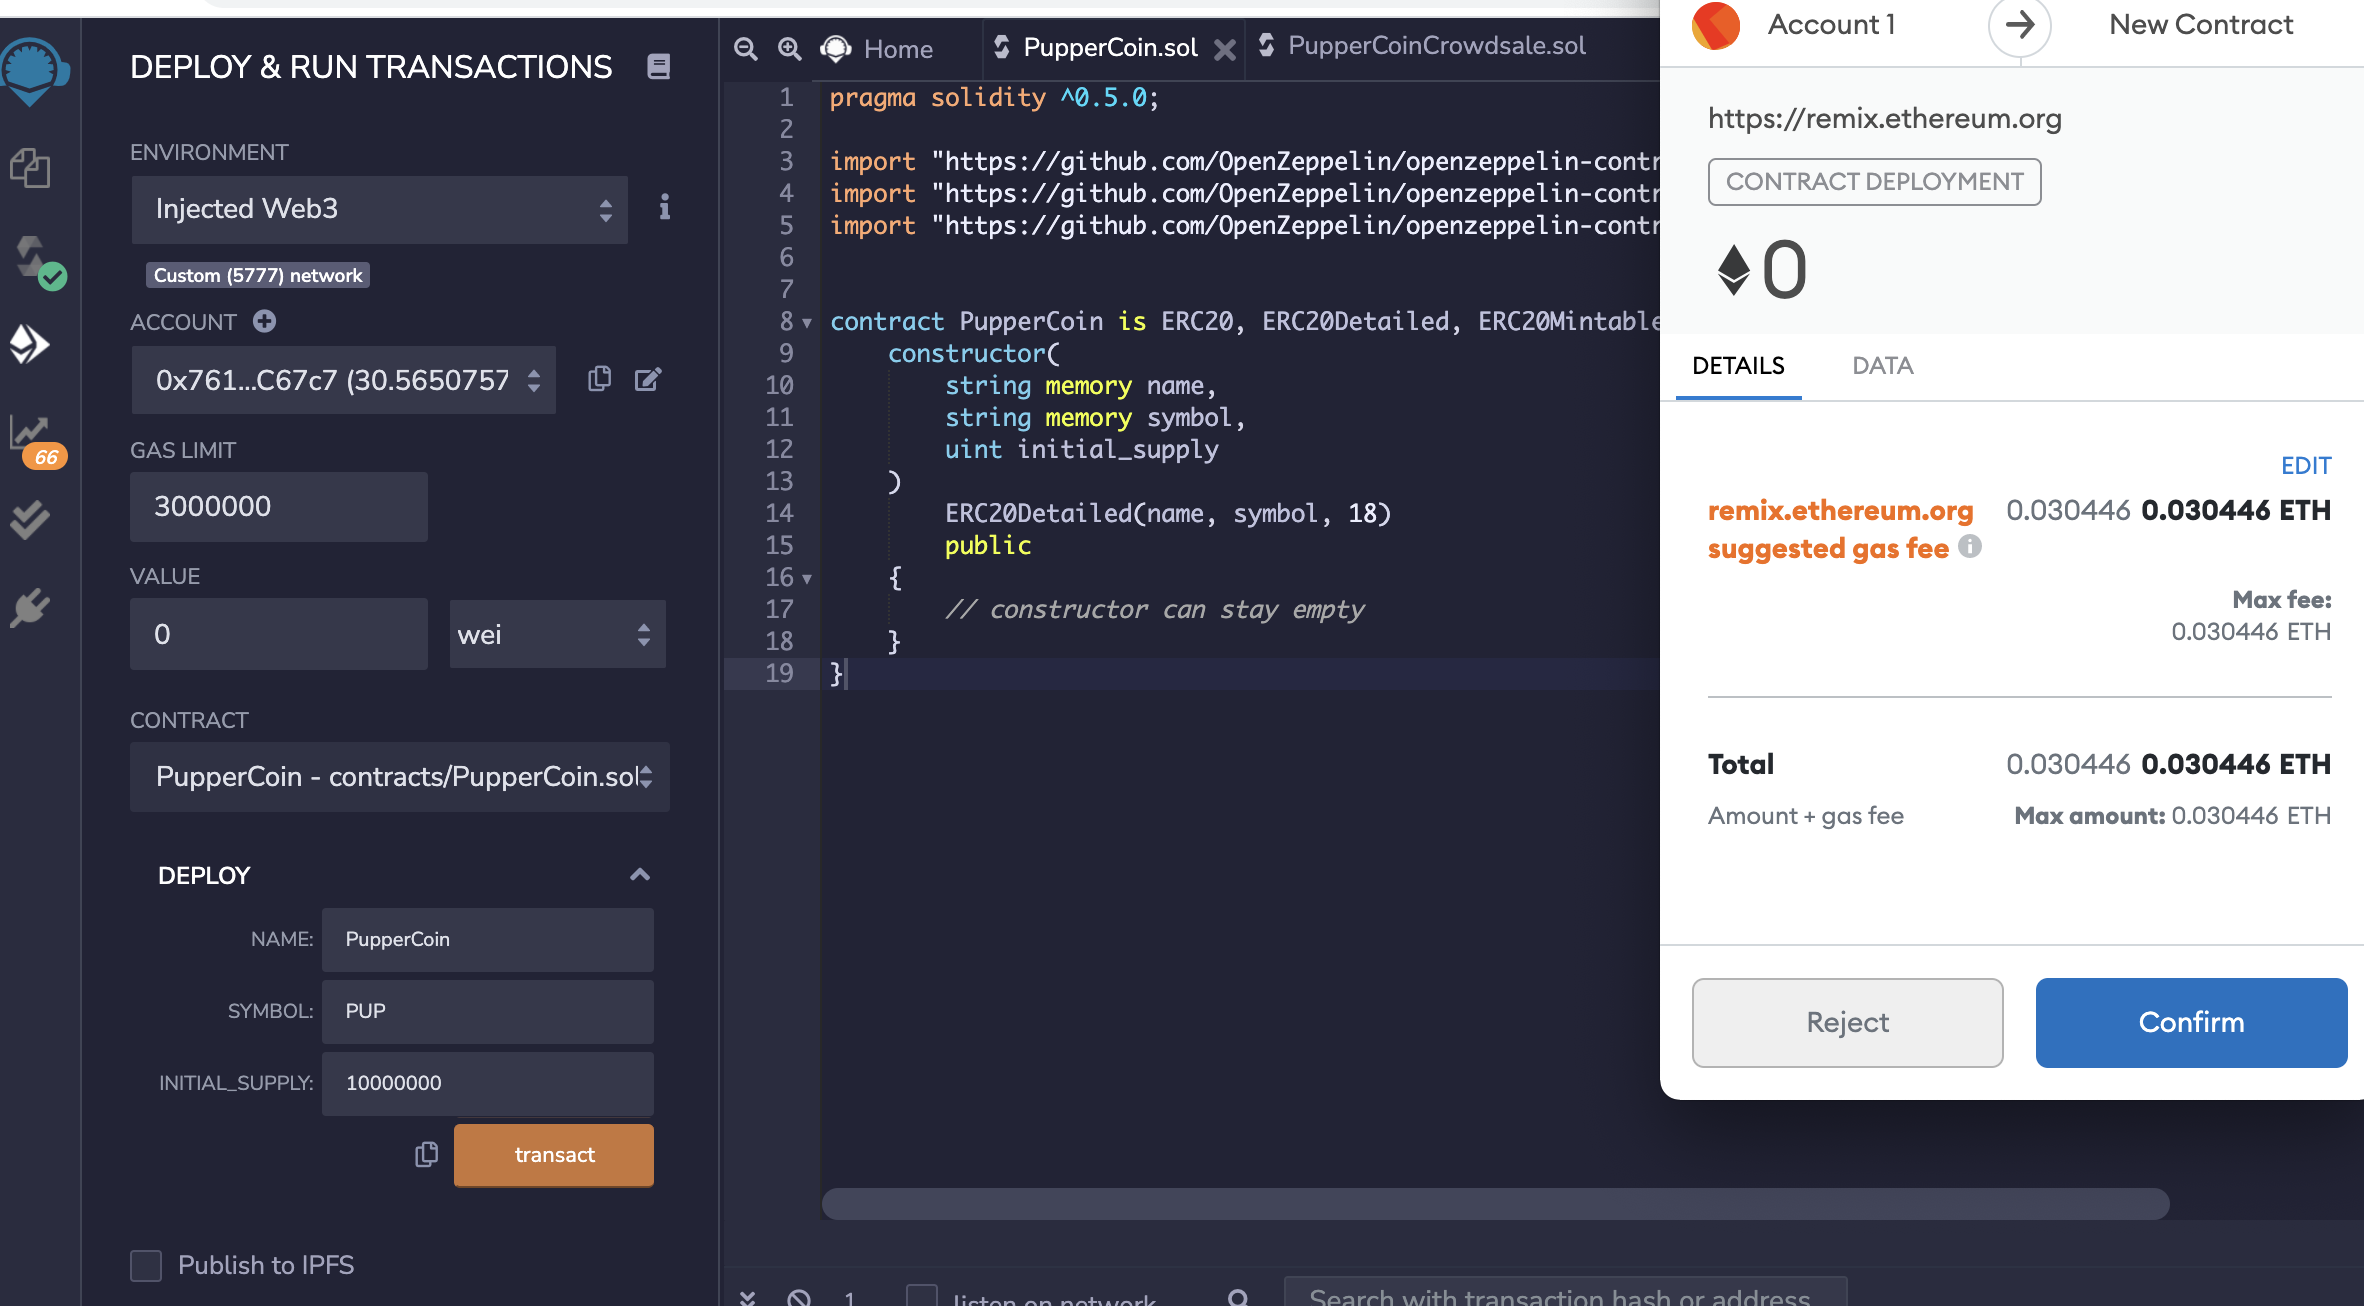 DEPLOY & RUN TRANSACTIONS
ENVIRONMENT
Injected Web3
Custom (5777) network
ACCOUNT
0x761...C67c7 (30.5650757
GAS LIMIT
3000000
VALUE
0
wei
CONTRACT
PupperCoin - contracts/PupperCoin.sol
DEPLOY
NAME: PupperCoin
SYMBOL: PUP
INITIAL_SUPPLY: 10000000
transact
Publish to IPFS
66
Home
PupperCoin.sol
PupperCoinCrowdsale.sol
1 pragma solidity ^0.5.0;
2
3 import "https://github.com/OpenZeppelin/openzeppelin-contr
4 import "https://github.com/OpenZeppelin/openzeppelin-contr
5 import "https://github.com/OpenZeppelin/openzeppelin-contr
6
7
8 contract PupperCoin is ERC20, ERC20Detailed, ERC20Mintable
9 constructor(
10 string memory name,
11 string memory symbol,
12 uint initial_supply
13 )
14 ERC20Detailed(name, symbol, 18)
15 public
16 {
17 // constructor can stay empty
18 }
19 }
1
listen on network
Search with transaction hash or address
Account 1
New Contract
https://remix.ethereum.org
CONTRACT DEPLOYMENT
0
DETAILS
DATA
EDIT
remix.ethereum.org 0.030446 0.030446 ETH
suggested gas fee
Max fee:
0.030446 ETH
Total 0.030446 0.030446 ETH
Amount + gas fee Max amount: 0.030446 ETH
Reject
Confirm